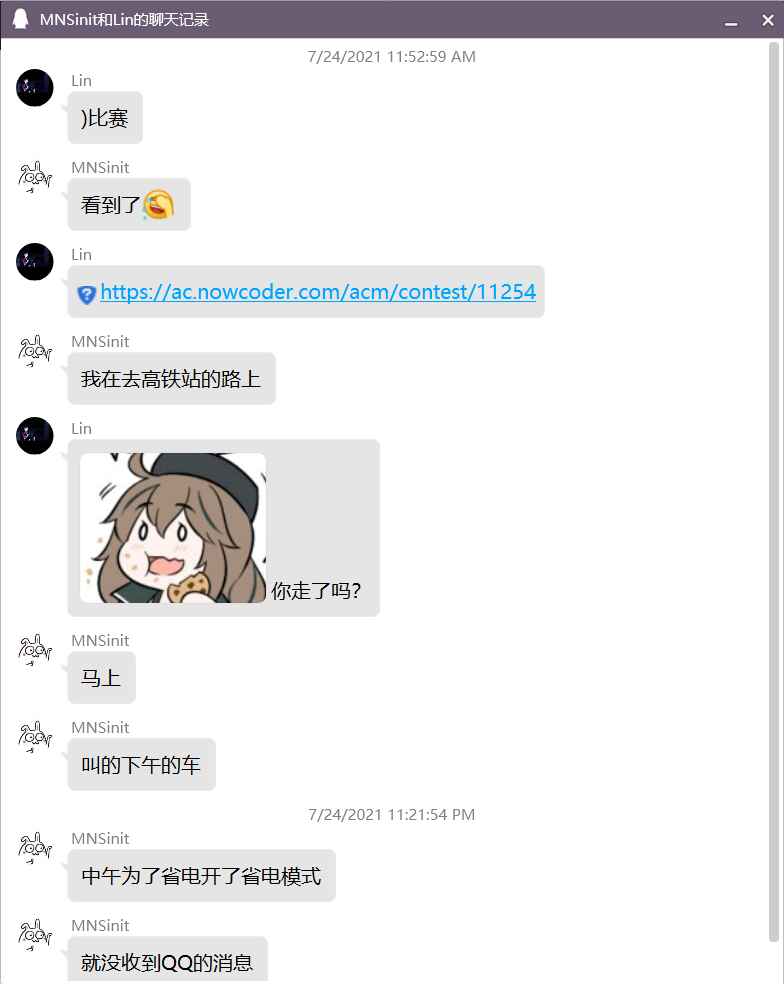 MNSinit和Lin的聊天记录
7/24/2021 11:52:59 AM
Lin
)比赛
MNSinit
看到了
Lin
https://ac.nowcoder.com/acm/contest/11254
MNSinit
我在去高铁站的路上
Lin
你走了吗?
MNSinit
马上
MNSinit
叫的下午的车
7/24/2021 11:21:54 PM
MNSinit
中午为了省电开了省电模式
MNSinit
就没收到QQ的消息